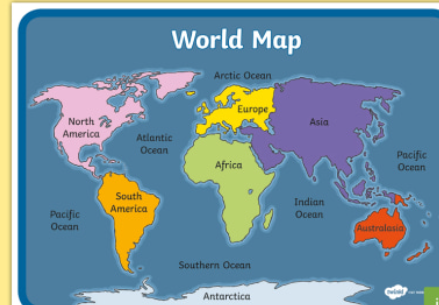 World Map
Arctic Ocean
North
America
Europe
Asia
Atlantic
Ocean
Africa
Pacific
Ocean
South
America
Indian
Ocean
Pacific
Ocean
Australasia
Southern Ocean
Antarctica
twinkl